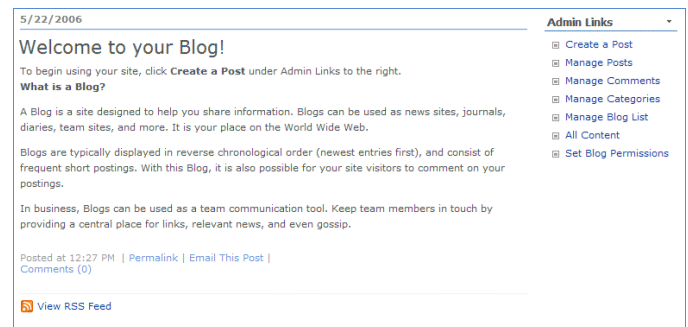 5/22/2006
Welcome to your Blog!
To begin using your site, click Create a Post under Admin Links to the right.
What is a Blog?
A Blog is a site designed to help you share information. Blogs can be used as news sites, journals,
diaries, team sites, and more. It is your place on the World Wide Web.
Blogs are typically displayed in reverse chronological order (newest entries first), and consist of
frequent short postings. With this Blog, it is also possible for your site visitors to comment on your
postings.
In business, Blogs can be used as a team communication tool. Keep team members in touch by
providing a central place for links, relevant news, and even gossip.
Posted at 12:27 PM | Permalink | Email This Post |
Comments (0)
View RSS Feed
Admin Links
Create a Post
Manage Posts
Manage Comments
Manage Categories
Manage Blog List
All Content
Set Blog Permissions